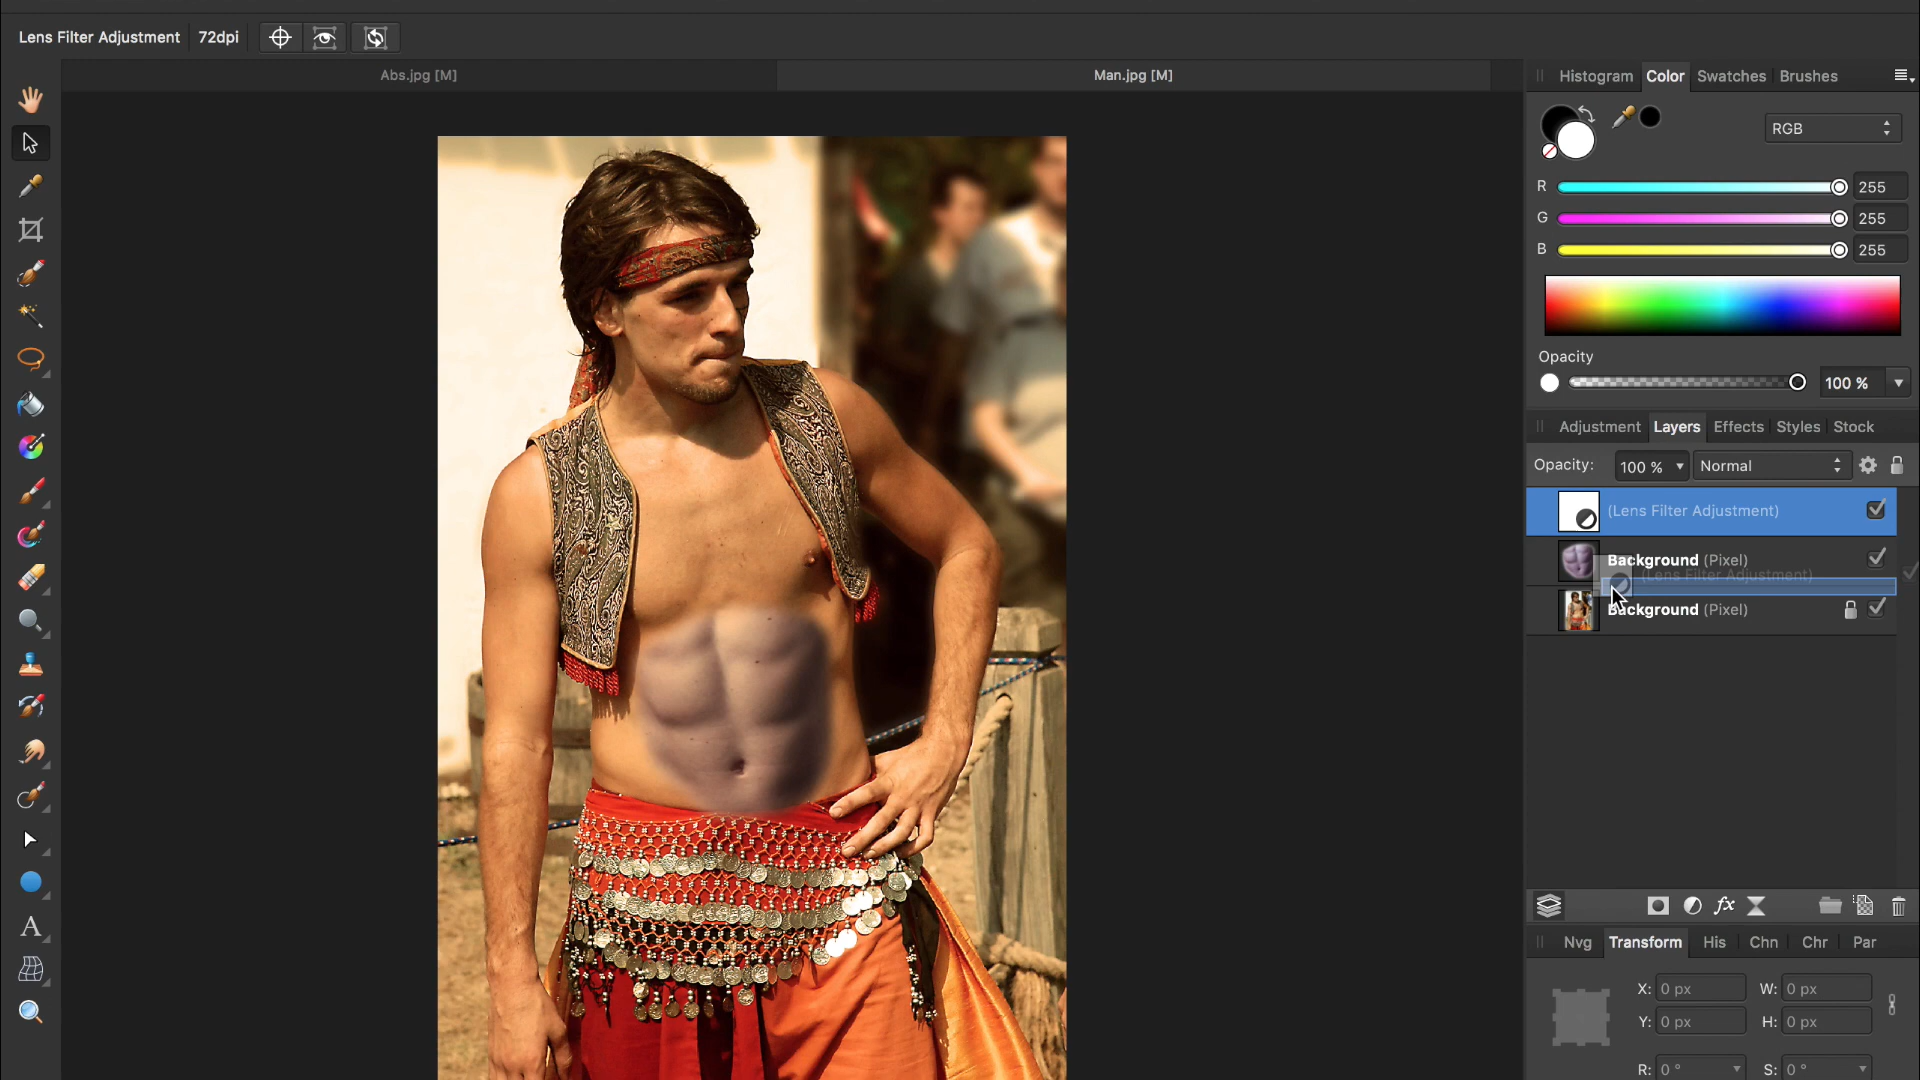 Lens Filter Adjustment 72dpi
Abs.jpg [M] Man.jpg [M]
Histogram Color Swatches Brushes
RGB
R 255
G 255
B 255
Opacity
100 %
Adjustment Layers Effects Styles Stock
Opacity: 100 % Normal
(Lens Filter Adjustment)
Background (Pixel)
(Lens Filter Adjustment)
Background (Pixel)
fx
Nvg Transform His Chn Chr Par
X: 0 px W: 0 px
Y: 0 px H: 0 px
R: 0 ° S: 0 °
A